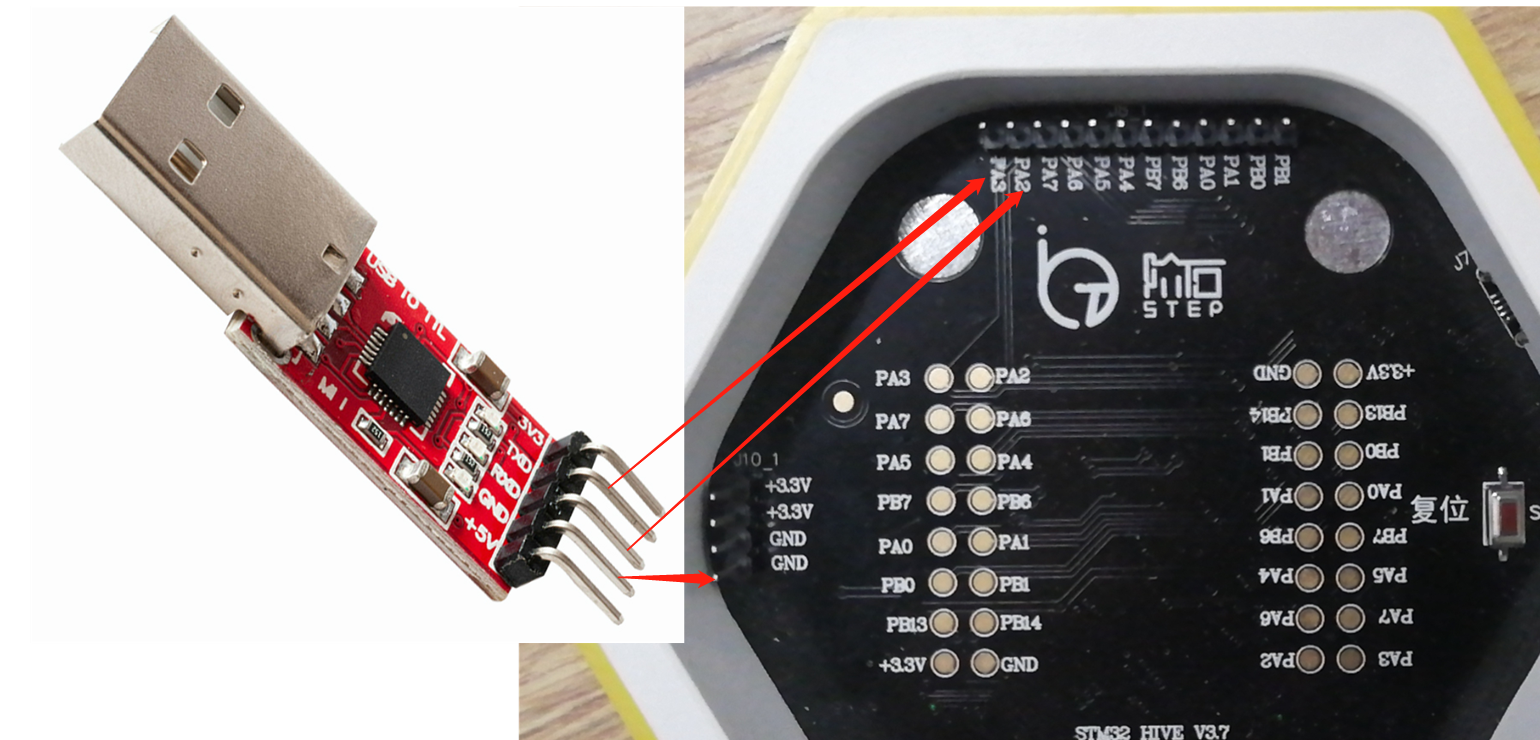 USB TO TTL
3V3
TXD
RXD
GND
+5V
PA3
PA2
PA7
PA6
PA5
PA4
PB7
PB6
PA0
PA1
PB0
PB1
STEP
J7
PA3 PA2
PA7 PA6
PA5 PA4
PB7 PB6
PA0 PA1
PB0 PB1
PB13 PB14
+3.3V GND
J10_1
+3.3V
+3.3V
GND
GND
GND +3.3V
PB14 PB13
PB1 PB0
PA1 PA0
PB6 PB7
PA4 PA5
PA6 PA7
PA2 PA3
复位
S
STM32 HIVE V3.7